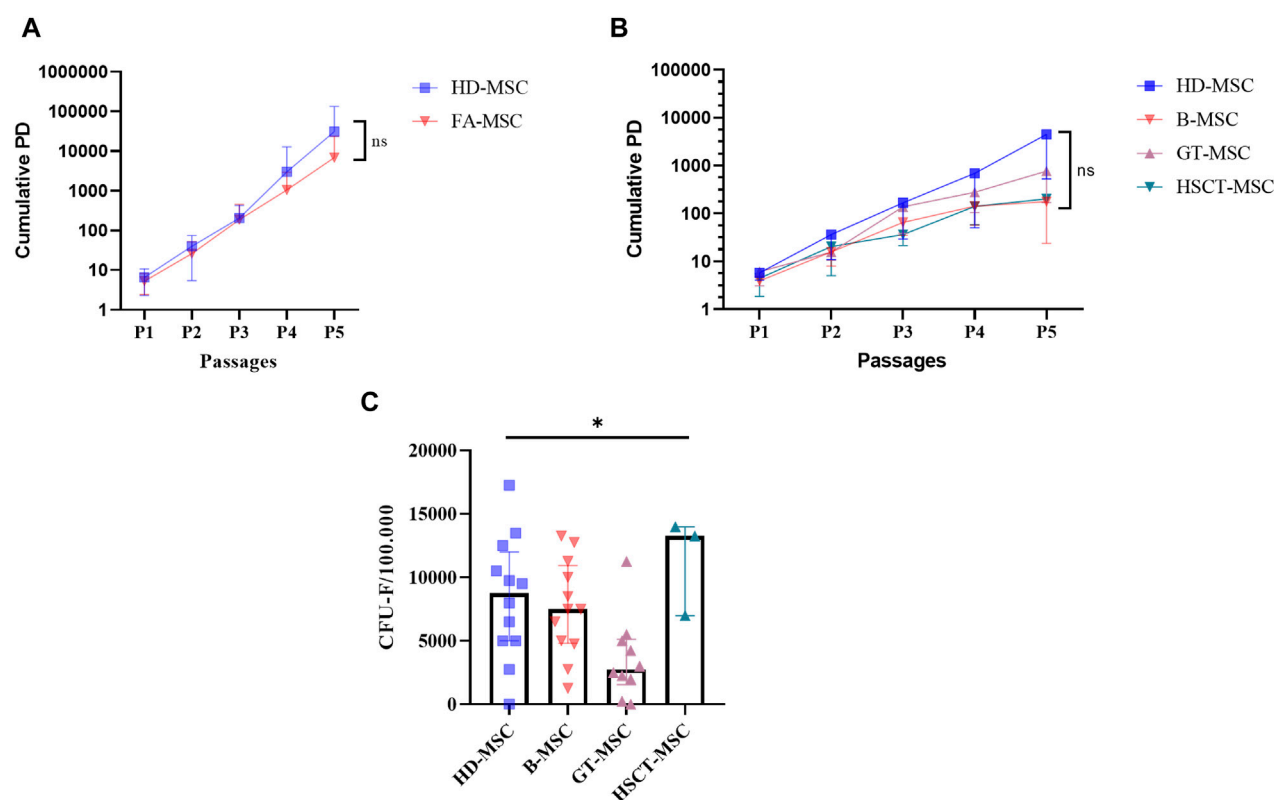 A
1000000
100000
10000
1000
100
10
1
Cumulative PD
P1 P2 P3 P4 P5
Passages
ns
HD-MSC
FA-MSC
B
100000
10000
1000
100
10
1
Cumulative PD
P1 P2 P3 P4 P5
Passages
ns
HD-MSC
B-MSC
GT-MSC
HSCT-MSC
C
*
20000
15000
10000
5000
0
CFU-F/100.000
HD-MSC
B-MSC
GT-MSC
HSCT-MSC